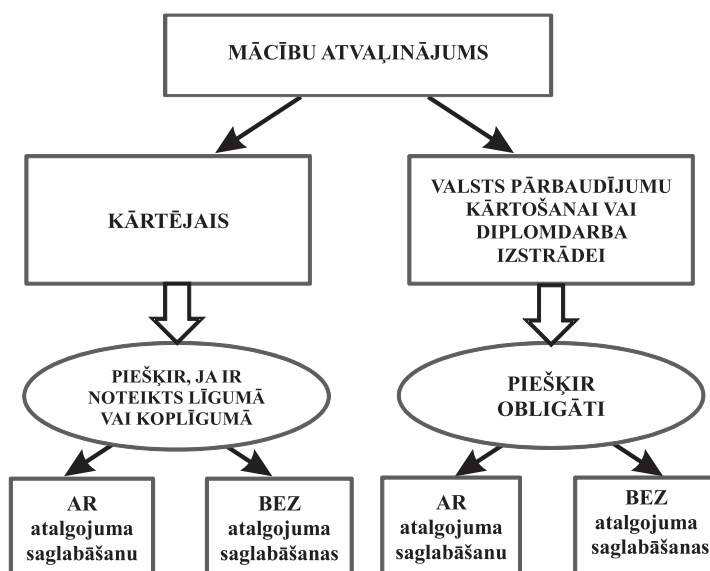 MĀCĪBU ATVAĻINĀJUMS
KĀRTĒJAIS
VALSTS PĀRBAUDĪJUMU
KĀRTOŠANAI VAI
DIPLOMDARBA
IZSTRĀDEI
PIEŠĶIR, JA IR
NOTEIKTS LĪGUMĀ
VAI KOPLĪGUMĀ
PIEŠĶIR
OBLIGĀTI
AR
atalgojuma
saglabāšanu
BEZ
atalgojuma
saglabāšanas
AR
atalgojuma
saglabāšanu
BEZ
atalgojuma
saglabāšanas